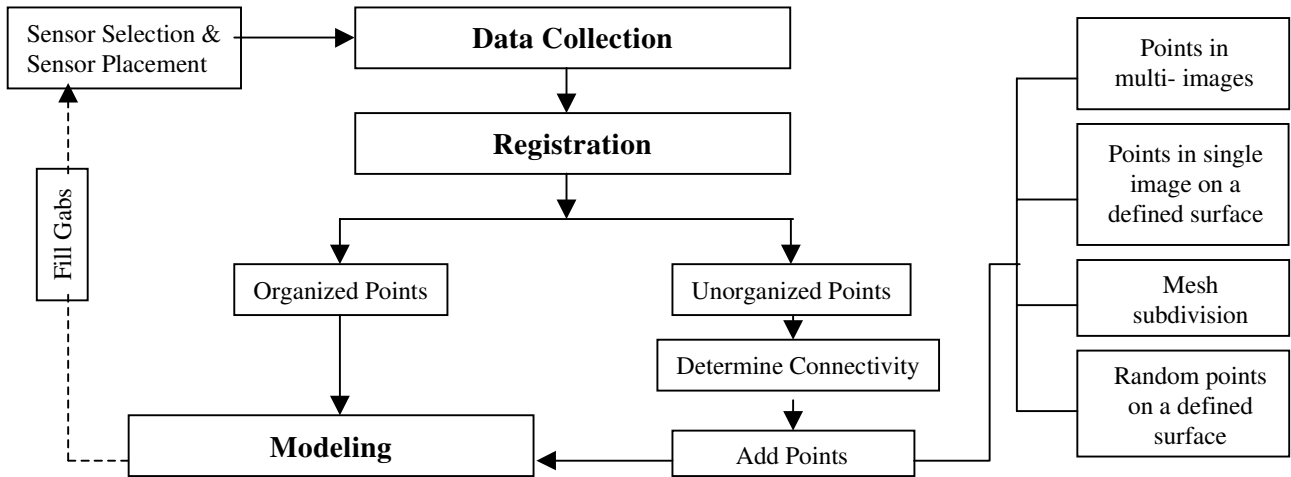 Sensor Selection &
Sensor Placement
Data Collection
Registration
Fill Gabs
Organized Points
Unorganized Points
Determine Connectivity
Modeling
Add Points
Points in
multi- images
Points in single
image on a
defined surface
Mesh
subdivision
Random points
on a defined
surface